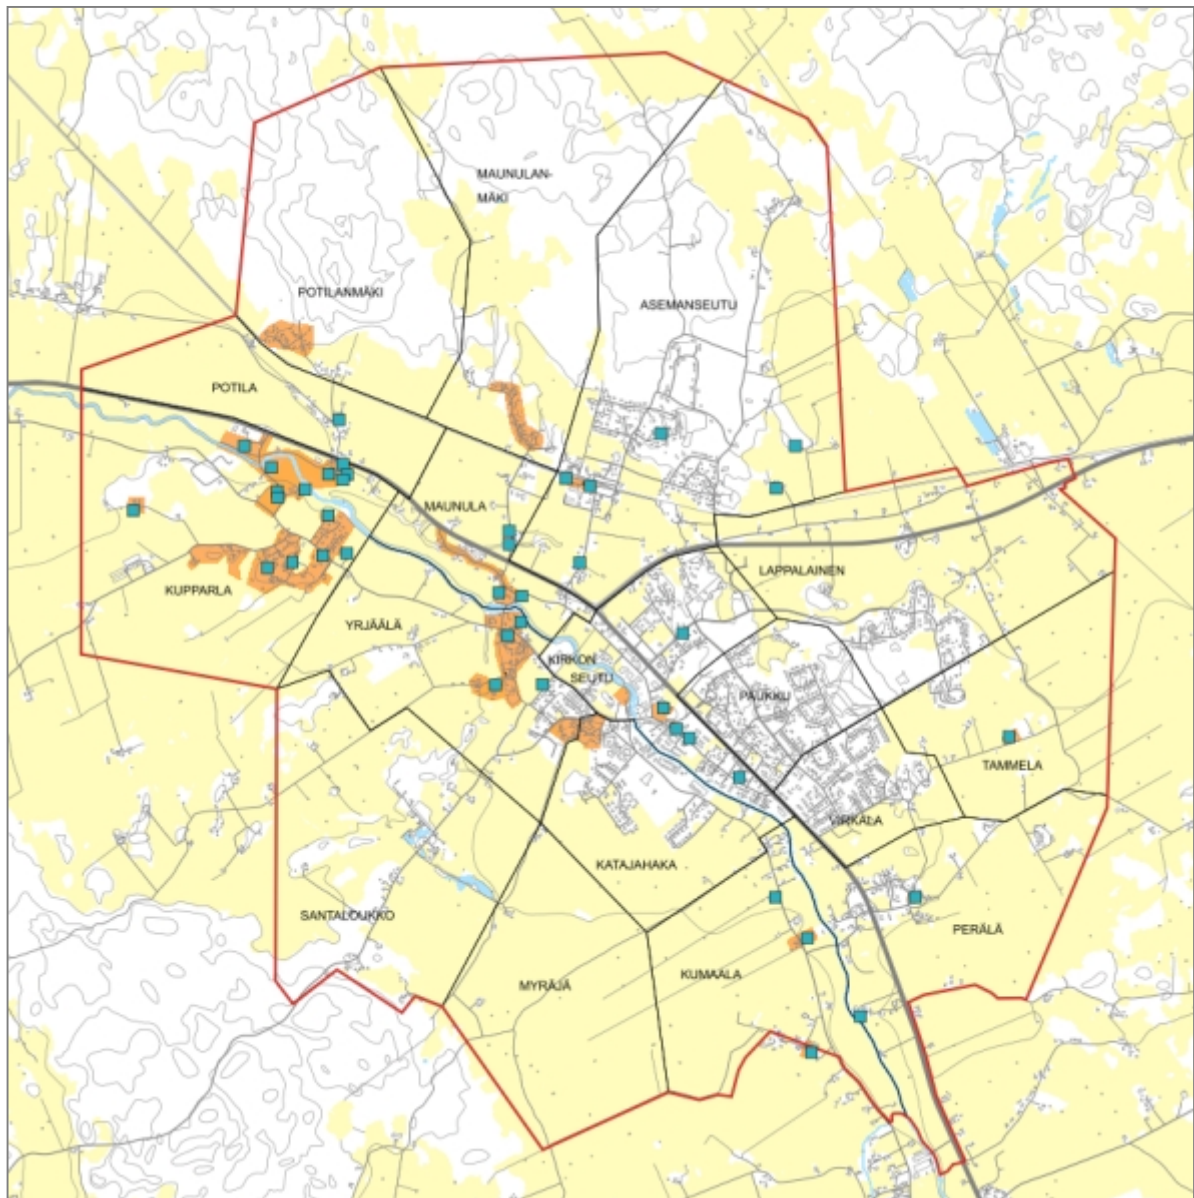 MAUNULAN-
MÄKI
POTILANMÄKI
ASEMANSEUTU
POTILA
MAUNULA
LAPPALAINEN
KUPPARLA
YRJÄÄLÄ
KIRKON
SEUTU
PAUKKU
TAMMELA
VIRKALA
KATAJAHAKA
SANTALOUKKO
PERÄLÄ
KUMAALA
MYRÄJÄ